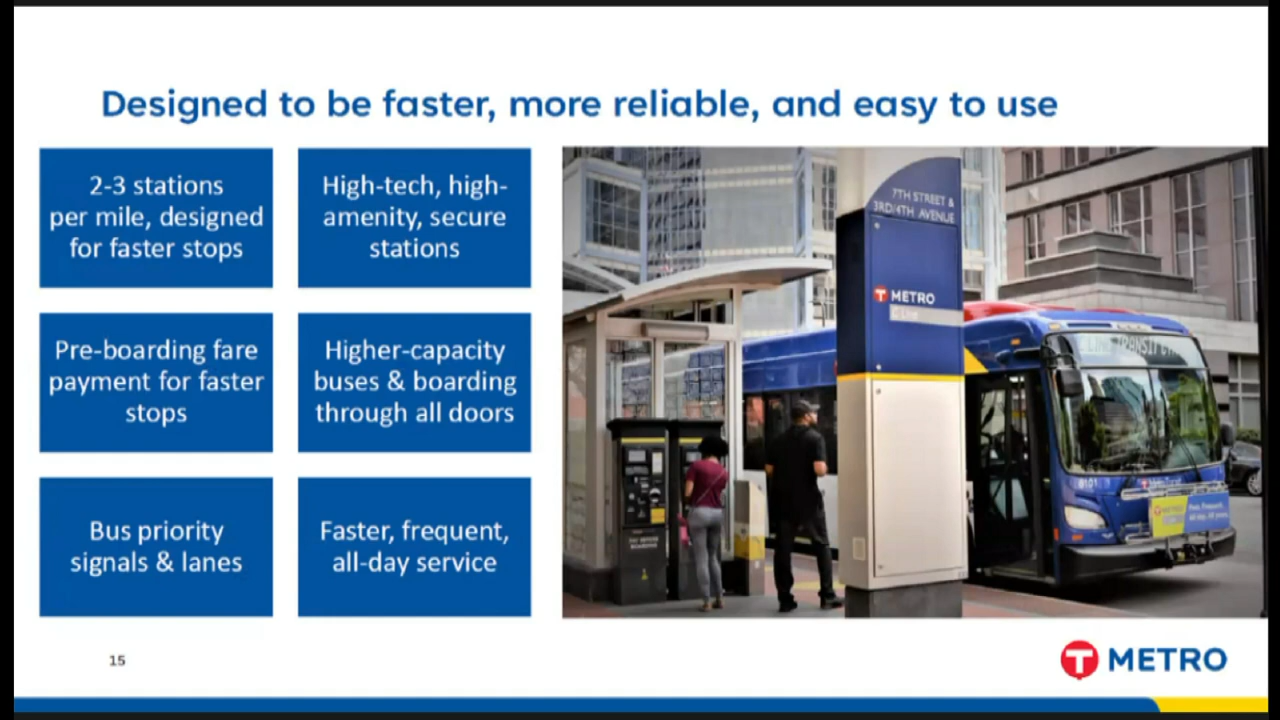 Designed to be faster, more reliable, and easy to use
2-3 stations
per mile, designed
for faster stops
High-tech, high-
amenity, secure
stations
Pre-boarding fare
payment for faster
stops
Higher-capacity
buses & boarding
through all doors
Bus priority
signals & lanes
Faster, frequent,
all-day service
7TH STREET &
3RD/4TH AVENUE
T METRO
C Line
8101
15
T METRO